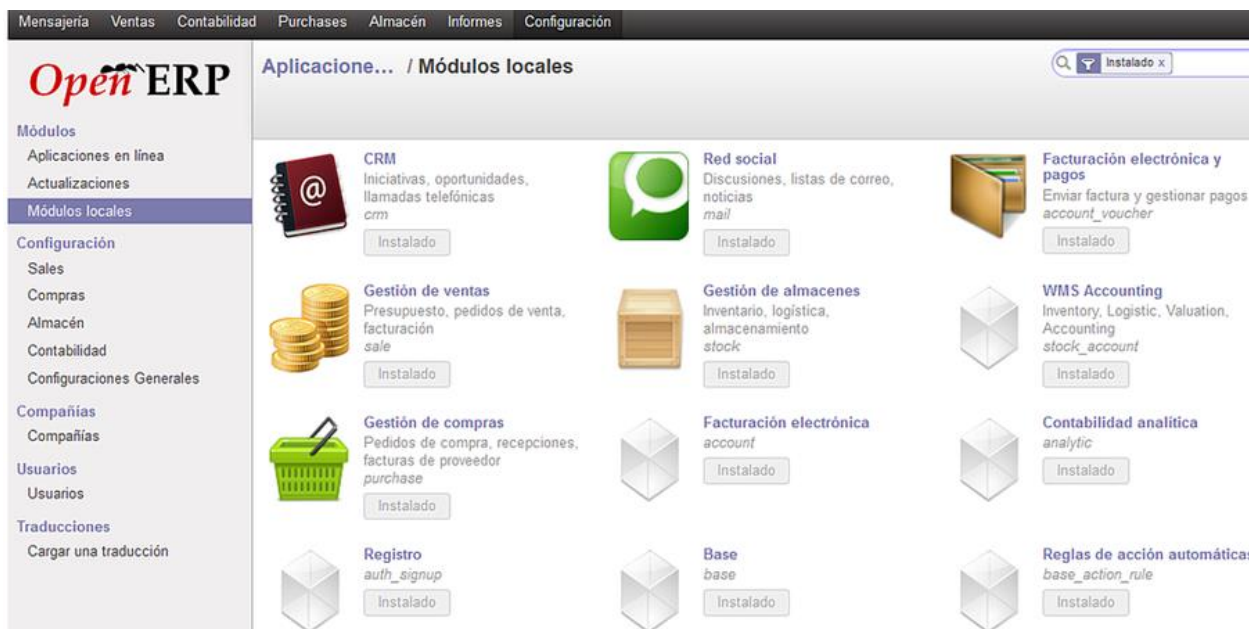 Mensajería Ventas Contabilidad Purchases Almacén Informes Configuración
Open ERP
Módulos
Aplicaciones en línea
Actualizaciones
Módulos locales
Configuración
Sales
Compras
Almacén
Contabilidad
Configuraciones Generales
Compañías
Compañías
Usuarios
Usuarios
Traducciones
Cargar una traducción
Aplicacione... / Módulos locales
Instalado x
CRM
Iniciativas, oportunidades,
llamadas telefónicas
crm
Instalado
Red social
Discusiones, listas de correo,
noticias
mail
Instalado
Facturación electrónica y
pagos
Enviar factura y gestionar pagos
account_voucher
Instalado
Gestión de ventas
Presupuesto, pedidos de venta,
facturación
sale
Instalado
Gestión de almacenes
Inventario, logística,
almacenamiento
stock
Instalado
WMS Accounting
Inventory, Logistic, Valuation,
Accounting
stock_account
Instalado
Gestión de compras
Pedidos de compra, recepciones,
facturas de proveedor
purchase
Instalado
Facturación electrónica
account
Instalado
Contabilidad analítica
analytic
Instalado
Registro
auth_signup
Instalado
Base
base
Instalado
Reglas de acción automáticas
base_action_rule
Instalado